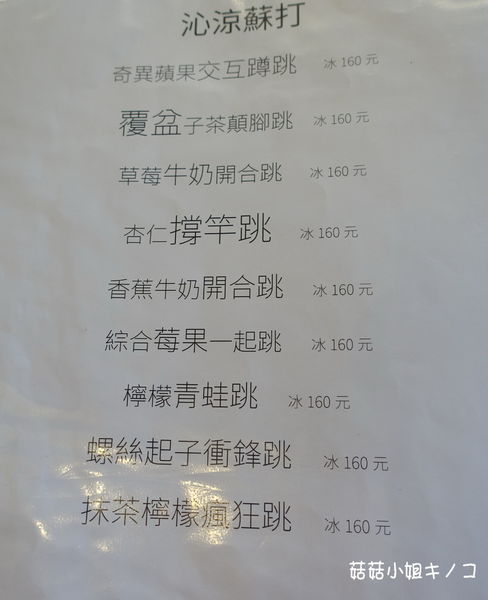 沁涼蘇打
奇異蘋果交互蹲跳 冰 160 元
覆盆子茶顛腳跳 冰 160 元
草莓牛奶開合跳 冰 160 元
杏仁撐竿跳 冰 160 元
香蕉牛奶開合跳 冰 160 元
綜合莓果一起跳 冰 160 元
檸檬青蛙跳 冰 160 元
螺絲起子衝鋒跳 冰 160 元
抹茶檸檬瘋狂跳 冰 160 元
菇菇小姐キノコ